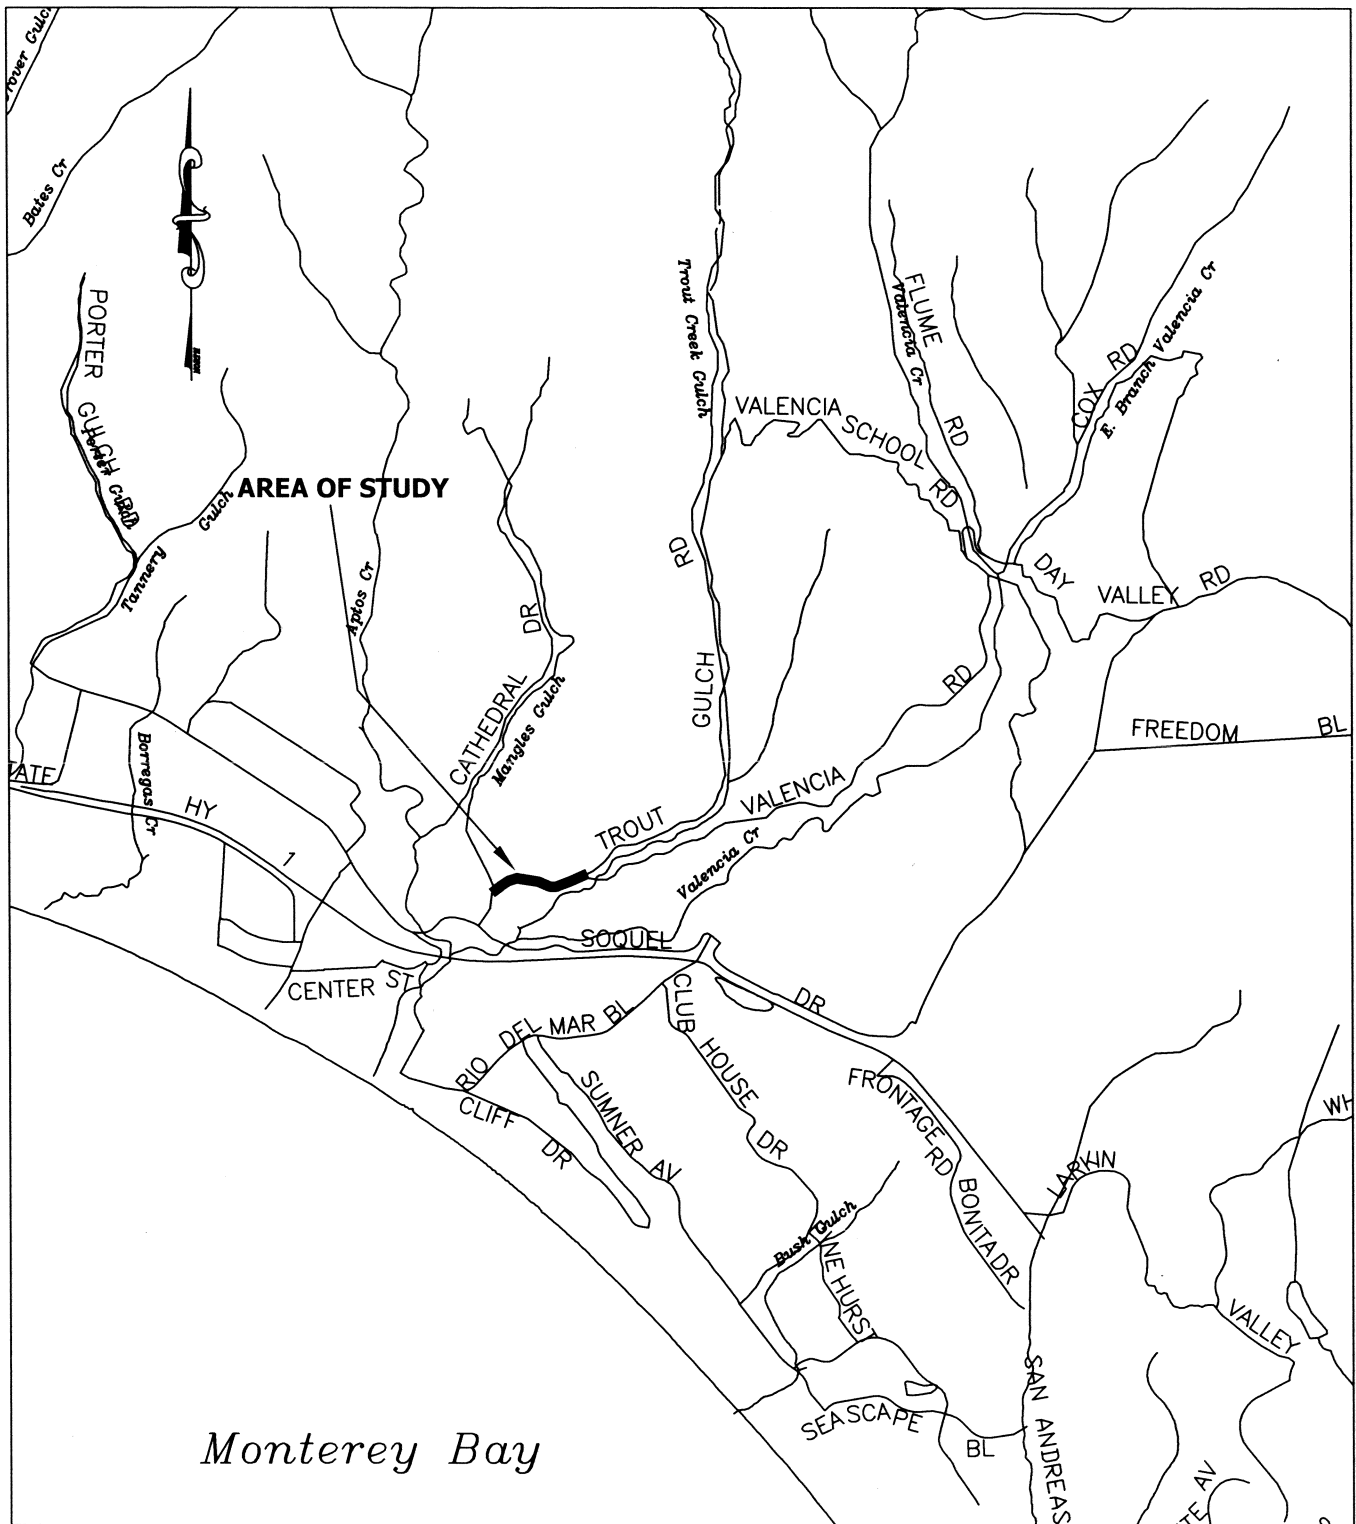 Bates Cr
PORTER
GULCH
Tannery
Gulch
AREA OF STUDY
Aptos Cr
Trout Creek Gulch
VALENCIA
SCHOOL
RD
FLUME
RD
Valencia Cr
COX
RD
E. Branch Valencia Cr
DAY
VALLEY
RD
FREEDOM
BL
RD
GULCH
TROUT
DR
CATHEDRAL
Mangles Gulch
Borregas Cr
HY
1
VALENCIA
RD
Valencia Cr
SOQUEL
DR
CENTER ST
RIO
DEL
MAR
BL
CLIFF
DR
SUMNER
AV
CLUB
HOUSE
DR
FRONTAGE
RD
BONITA DR
LARKIN
VALLEY
Bush Gulch
SEASCAPE
BL
SAN ANDREAS
AV
Monterey Bay